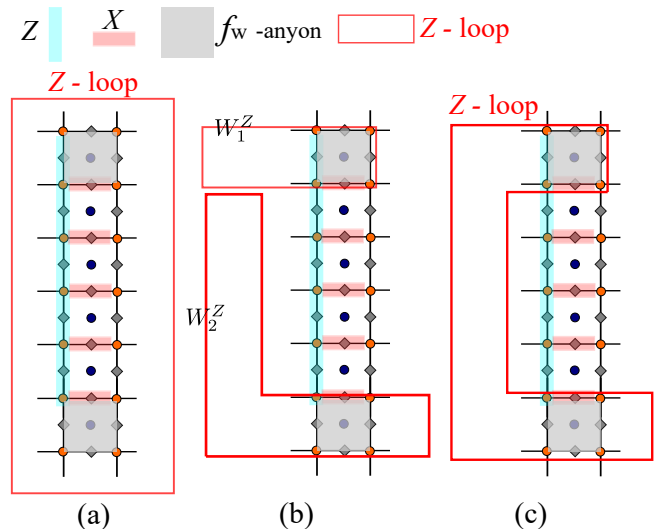 Z X f_w -anyon Z - loop
Z - loop Z - loop
W_1^Z
W_2^Z
(a) (b) (c)